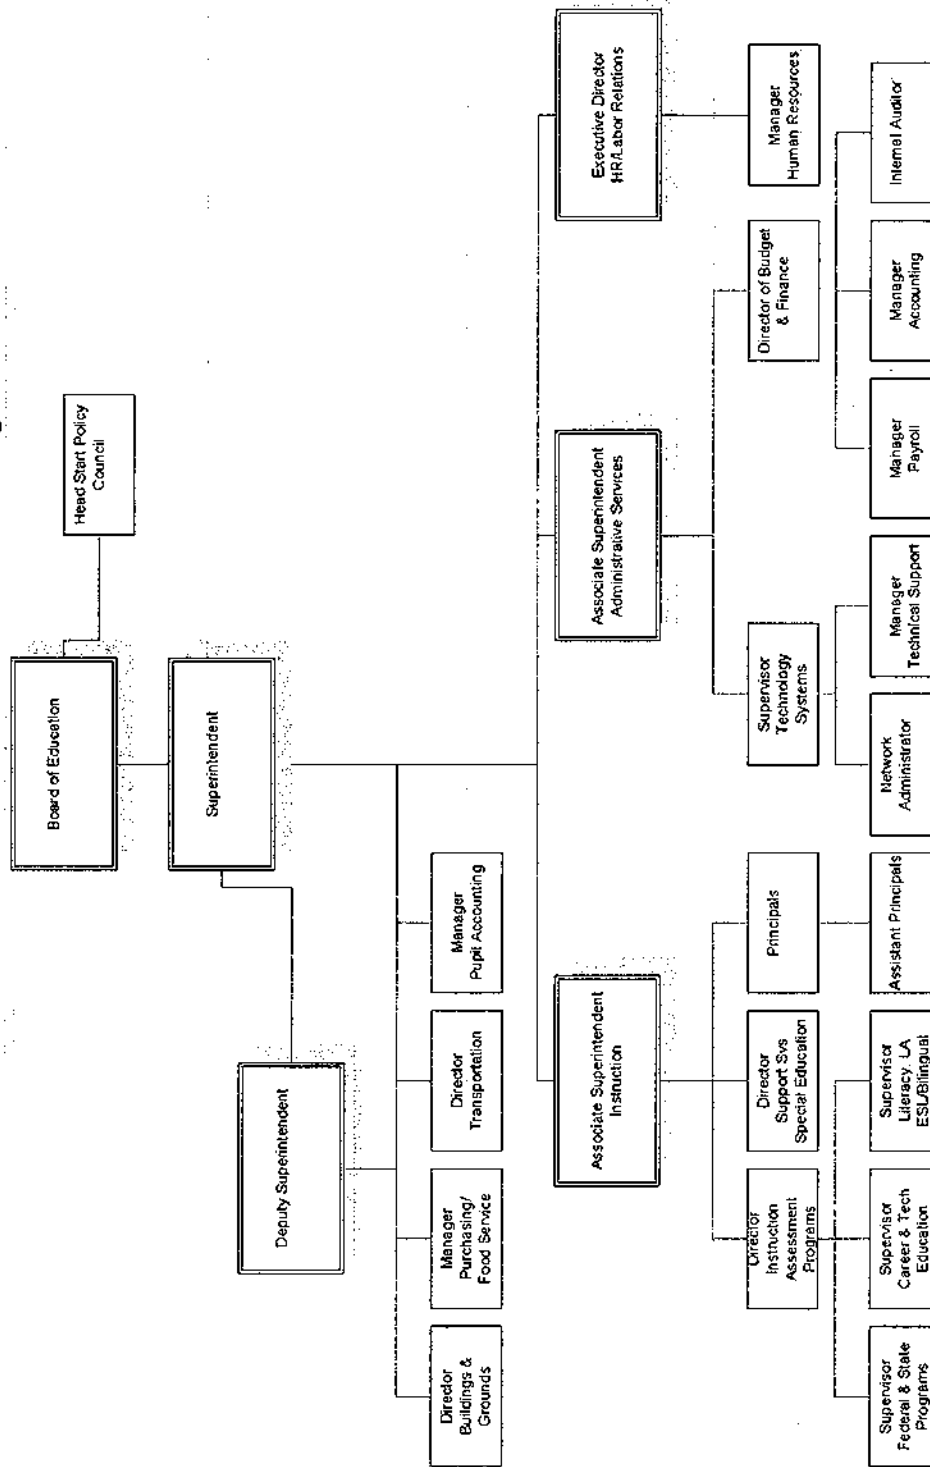 Board of Education
Head Start Policy
Council
Superintendent
Deputy Superintendent
Director
Buildings &
Grounds
Manager
Purchasing/
Food Service
Director
Transportation
Manager
Pupil Accounting
Associate Superintendent
Instruction
Associate Superintendent
Administrative Services
Executive Director
HR/Labor Relations
Director
Instruction
Assessment
Programs
Director
Support Svs
Special Education
Principals
Supervisor
Technology
Systems
Director of Budget
& Finance
Manager
Human Resources
Supervisor
Federal & State
Programs
Supervisor
Career & Tech
Education
Supervisor
Literacy, LA
ESL/Bilingual
Assistant Principals
Network
Administrator
Manager
Technical Support
Manager
Payroll
Manager
Accounting
Internal Auditor